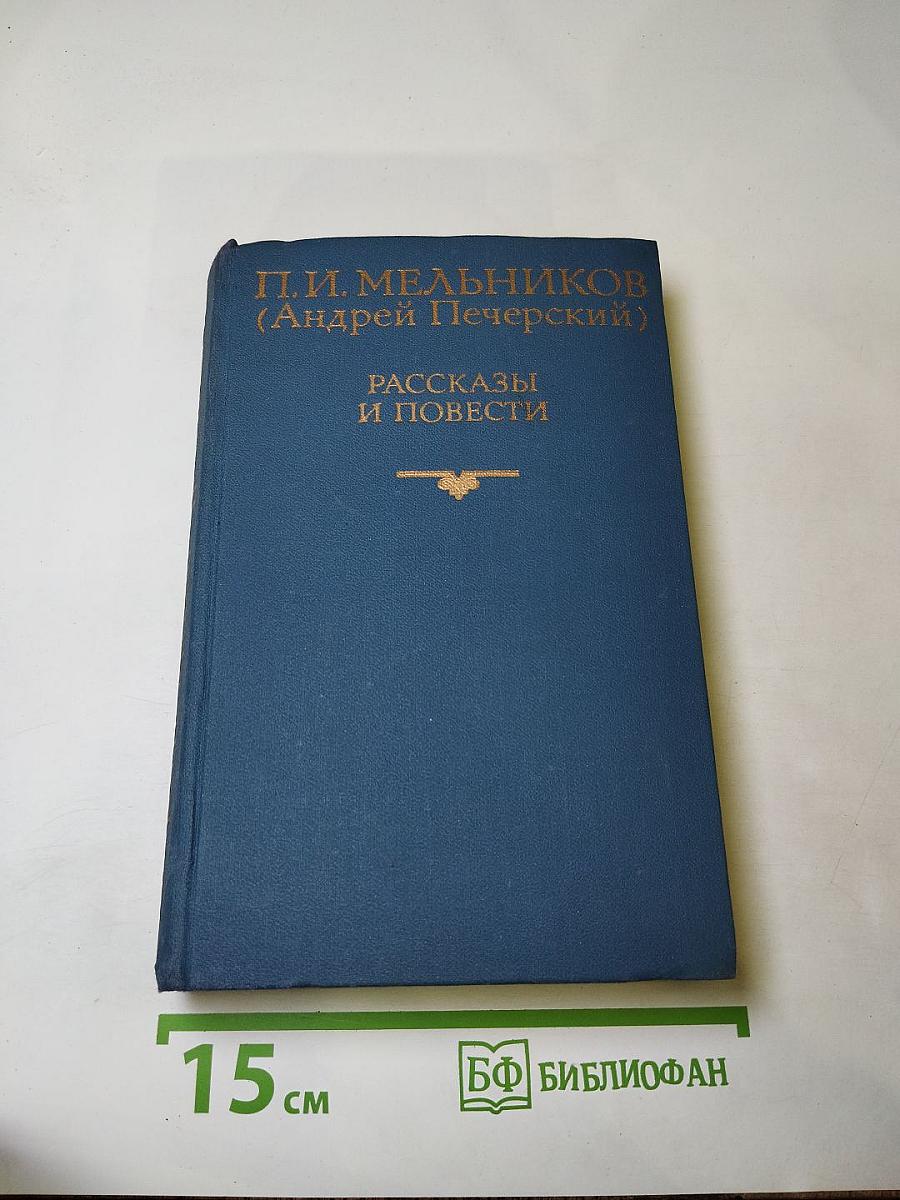 П. И. МЕЛЬНИКОВ
(Андрей Печерский)
РАССКАЗЫ
И ПОВЕСТИ
15 см
БФ БИБЛИОФАН